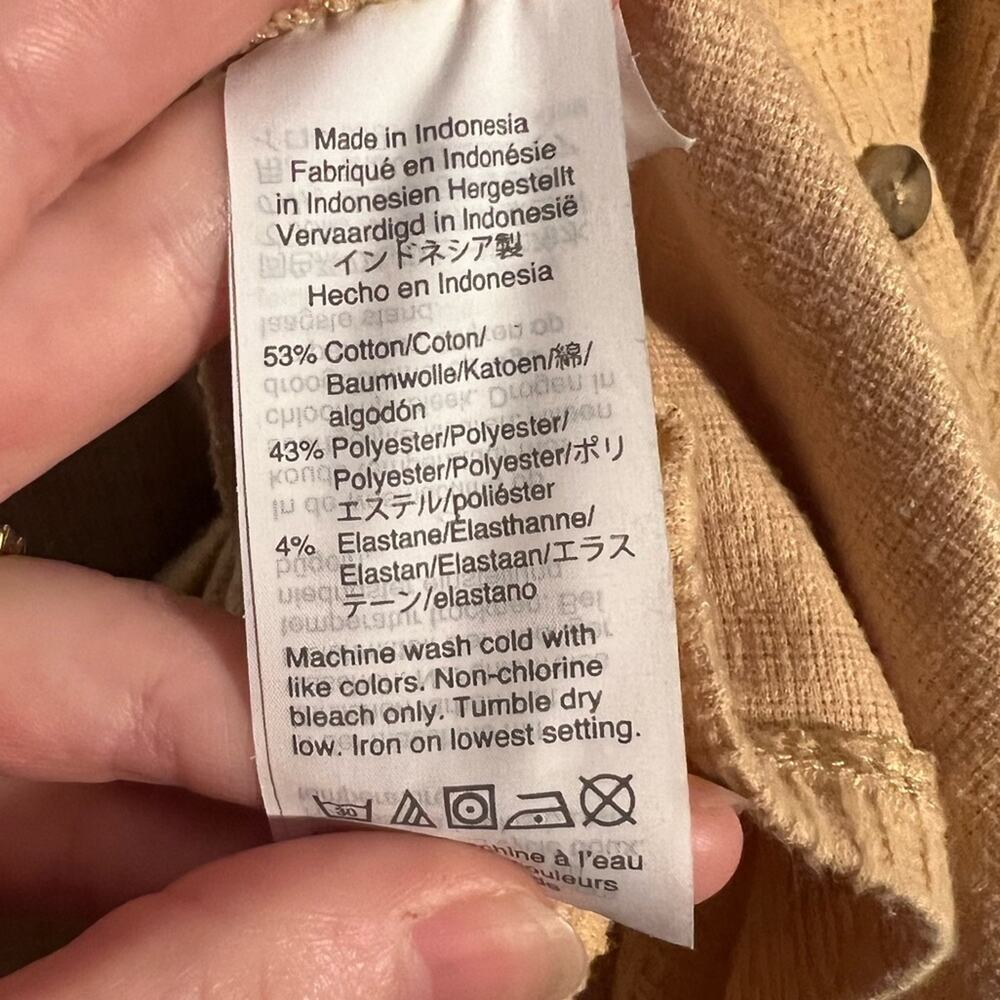 Made in Indonesia
Fabriqué en Indonésie
in Indonesien Hergestellt
Vervaardigd in Indonesië
インドネシア製
Hecho en Indonesia
53% Cotton/Coton/
Baumwolle/Katoen/綿/
algodón
43% Polyester/Polyester/
Polyester/Polyester/ポリ
エステル/poliéster
4% Elastane/Élasthanne/
Elastan/Elastaan/エラス
テーン/elastano
Machine wash cold with
like colors. Non-chlorine
bleach only. Tumble dry
low. Iron on lowest setting.
30
à l'eau